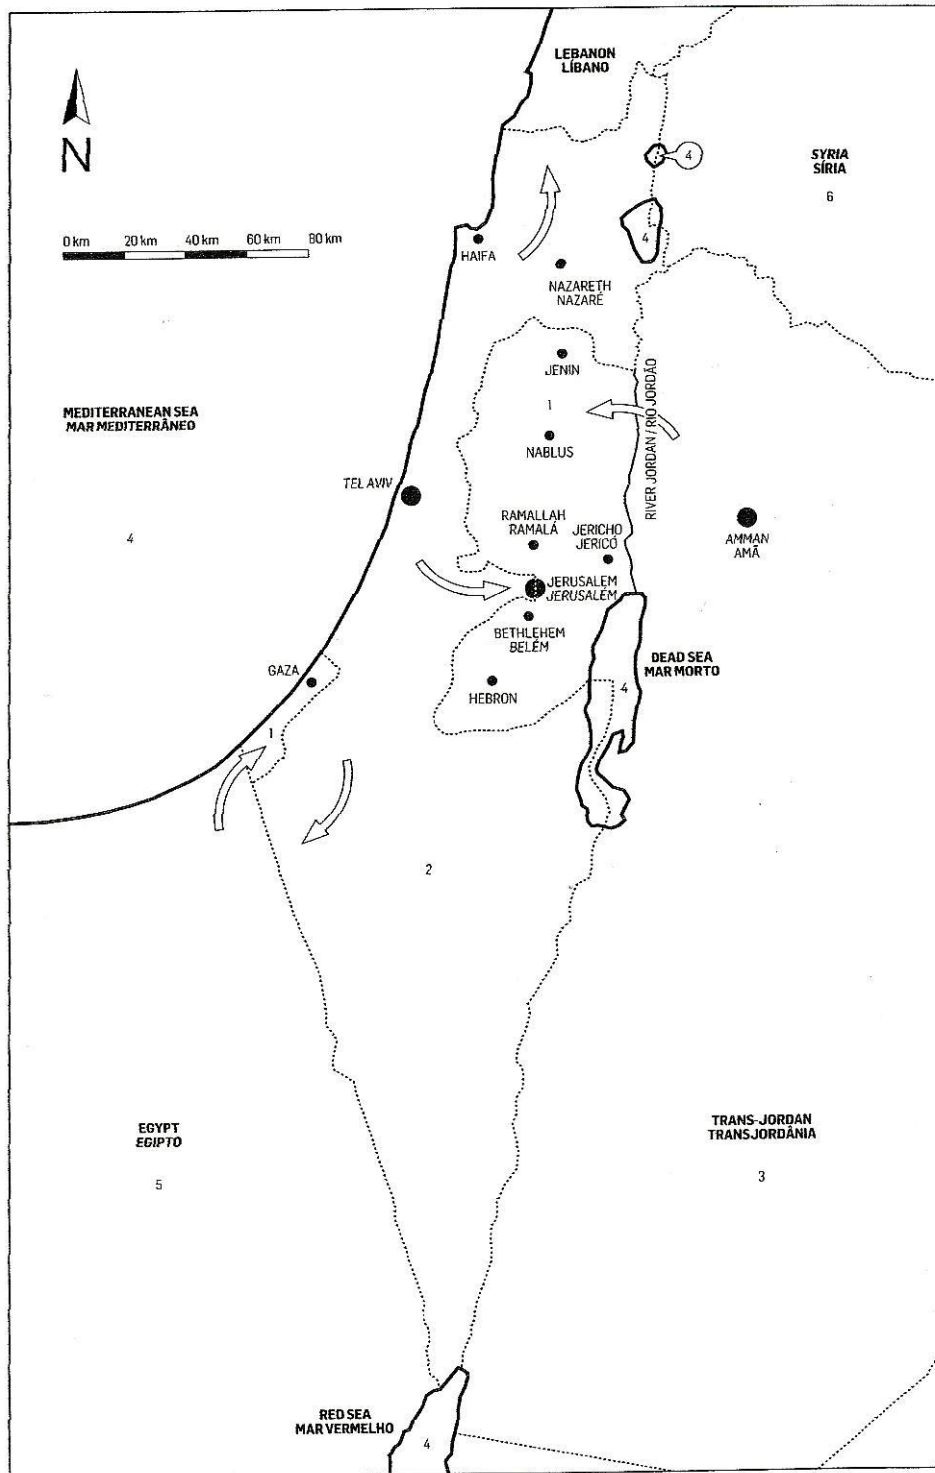 LEBANON
LÍBANO
N
4
SYRIA
SÍRIA
6
4
0 km 20 km 40 km 60 km 80 km
HAIFA
NAZARETH
NAZARÉ
JENIN
1
RIVER JORDAN / RIO JORDÃO
MEDITERRANEAN SEA
MAR MEDITERRÂNEO
NABLUS
TEL AVIV
4
RAMALLAH
RAMALÁ
JERICHO
JERICÓ
AMMAN
AMÃ
JERUSALEM
JERUSALÉM
BETHLEHEM
BELÉM
GAZA
HEBRON
DEAD SEA
MAR MORTO
4
1
2
EGYPT
EGIPTO
5
TRANS-JORDAN
TRANSJORDÂNIA
3
RED SEA
MAR VERMELHO
4